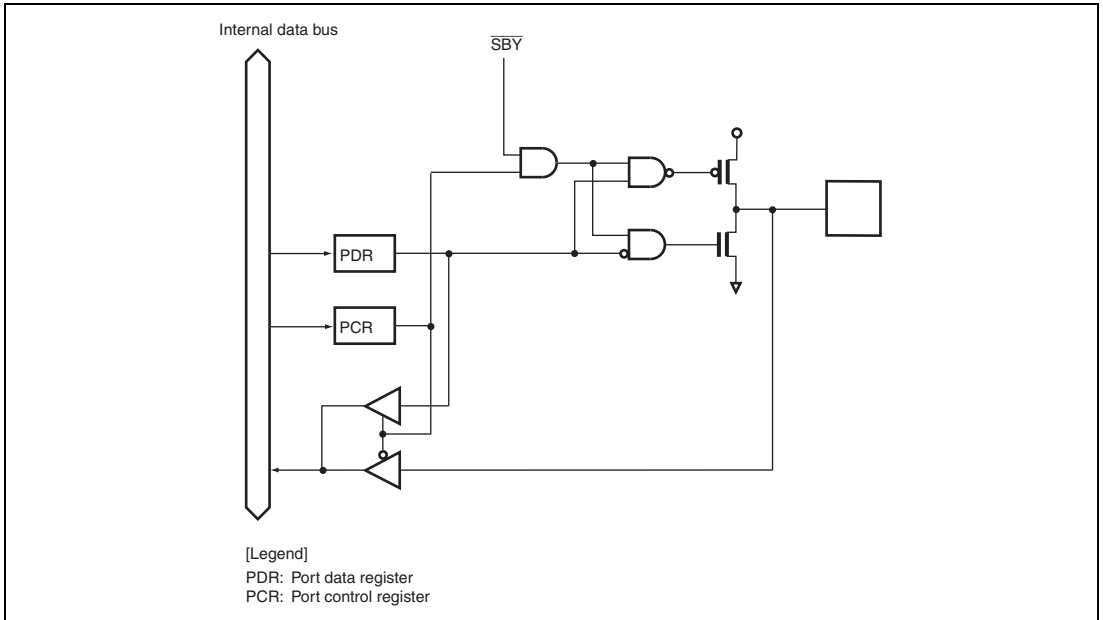 Internal data bus
SBY
PDR
PCR
[Legend]
PDR: Port data register
PCR: Port control register